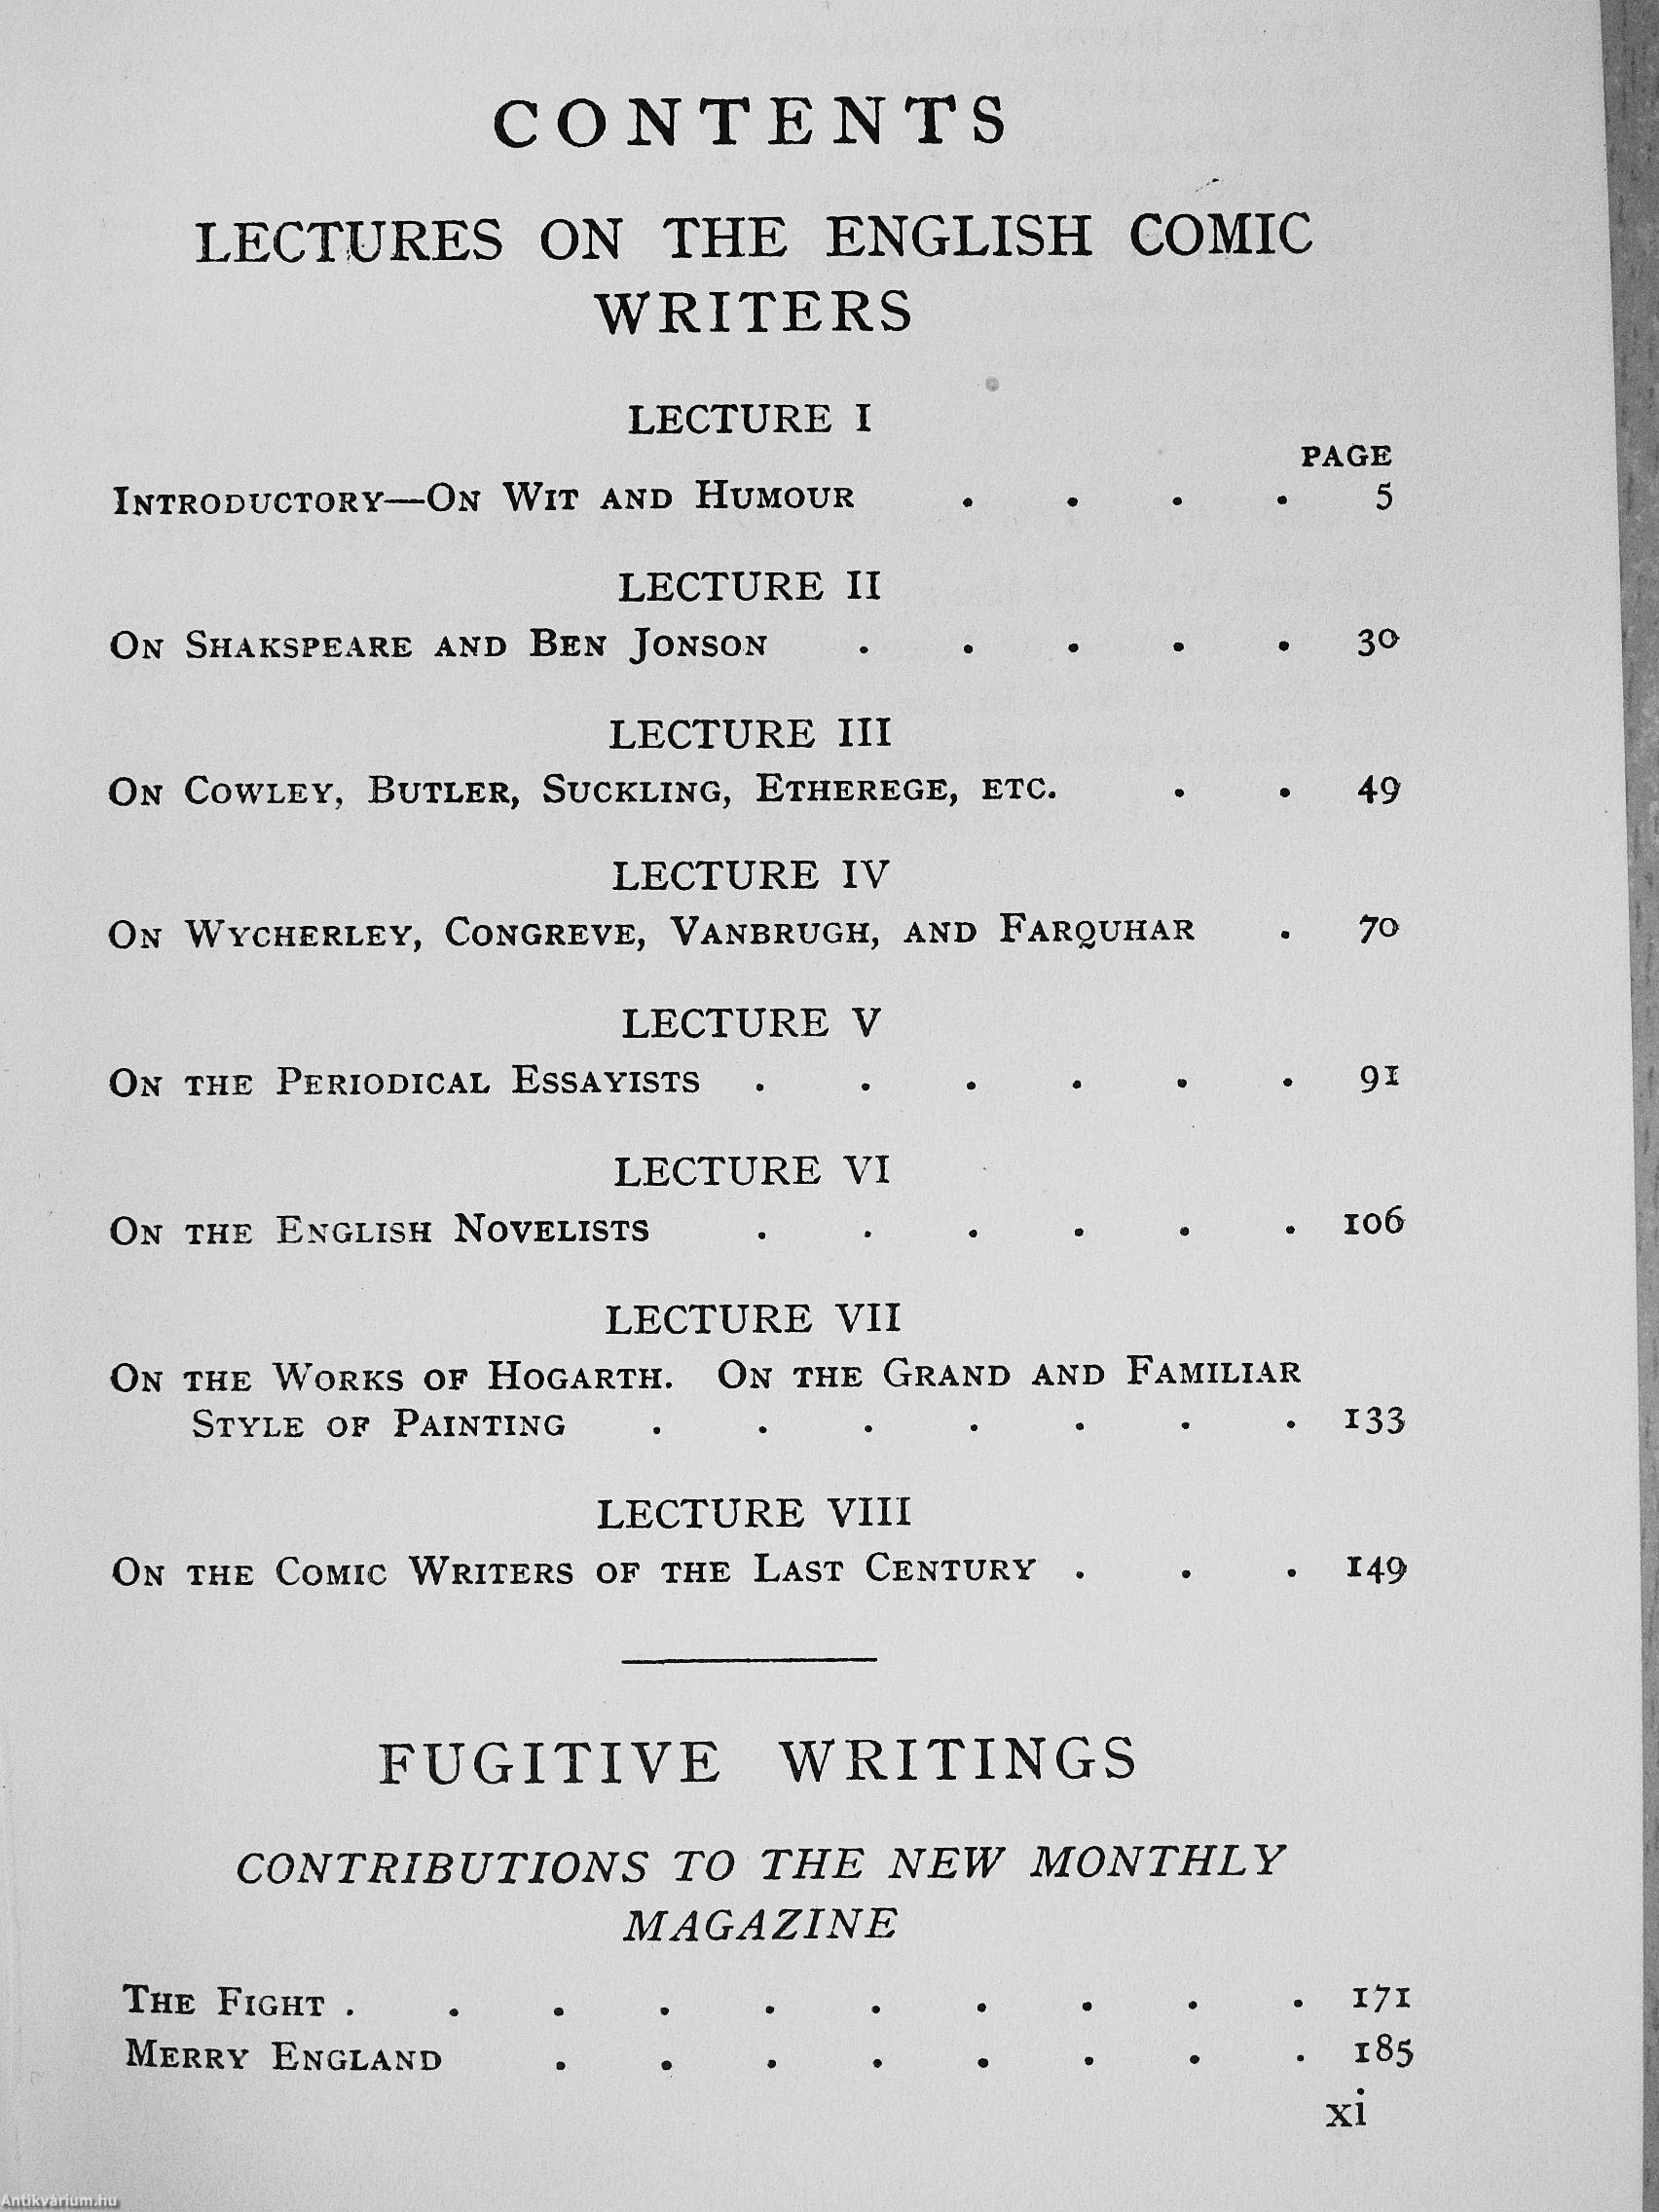 CONTENTS
LECTURES ON THE ENGLISH COMIC
WRITERS
LECTURE I
PAGE
INTRODUCTORY—ON WIT AND HUMOUR . . . . 5
LECTURE II
ON SHAKSPEARE AND BEN JONSON . . . . . 30
LECTURE III
ON COWLEY, BUTLER, SUCKLING, ETHEREGE, ETC. . . 49
LECTURE IV
ON WYCHERLEY, CONGREVE, VANBRUGH, AND FARQUHAR . 70
LECTURE V
ON THE PERIODICAL ESSAYISTS . . . . . . 91
LECTURE VI
ON THE ENGLISH NOVELISTS . . . . . . 106
LECTURE VII
ON THE WORKS OF HOGARTH. ON THE GRAND AND FAMILIAR
STYLE OF PAINTING . . . . . . . 133
LECTURE VIII
ON THE COMIC WRITERS OF THE LAST CENTURY . . . 149
FUGITIVE WRITINGS
CONTRIBUTIONS TO THE NEW MONTHLY
MAGAZINE
THE FIGHT . . . . . . . . . . 171
MERRY ENGLAND . . . . . . . . 185
xi
Antikvárium.hu